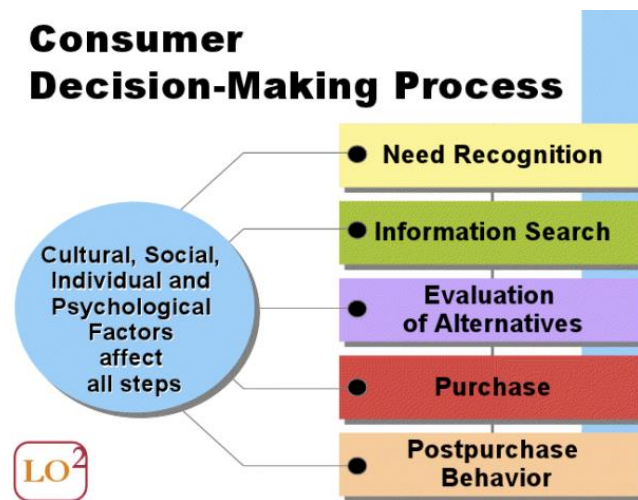 Consumer
Decision-Making Process
Need Recognition
Information Search
Evaluation
of Alternatives
Purchase
Postpurchase
Behavior
Cultural, Social,
Individual and
Psychological
Factors
affect
all steps
LO2